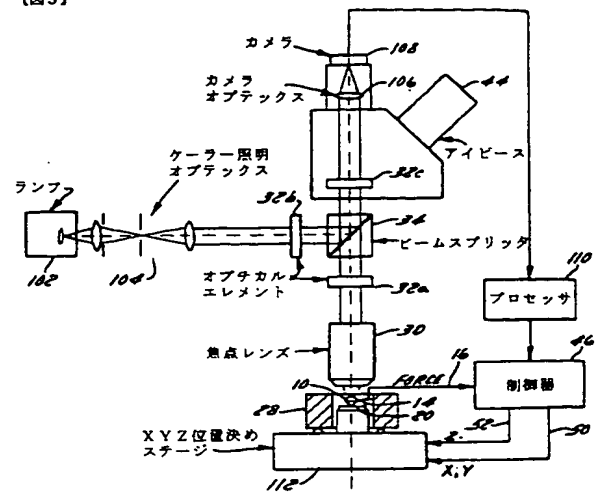 【図3】
カメラ
108
カメラ
オプテックス
106
44
アイピース
ケーラー照明
オプテックス
32c
ランプ
32b
34
ビームスプリッタ
102
104
オプチカル
エレメント
32a
110
プロセッサ
30
焦点レンズ
16
46
FORCE
制御器
10
14
28
20
52
50
XYZ位置決め
ステージ
Z
X,Y
112